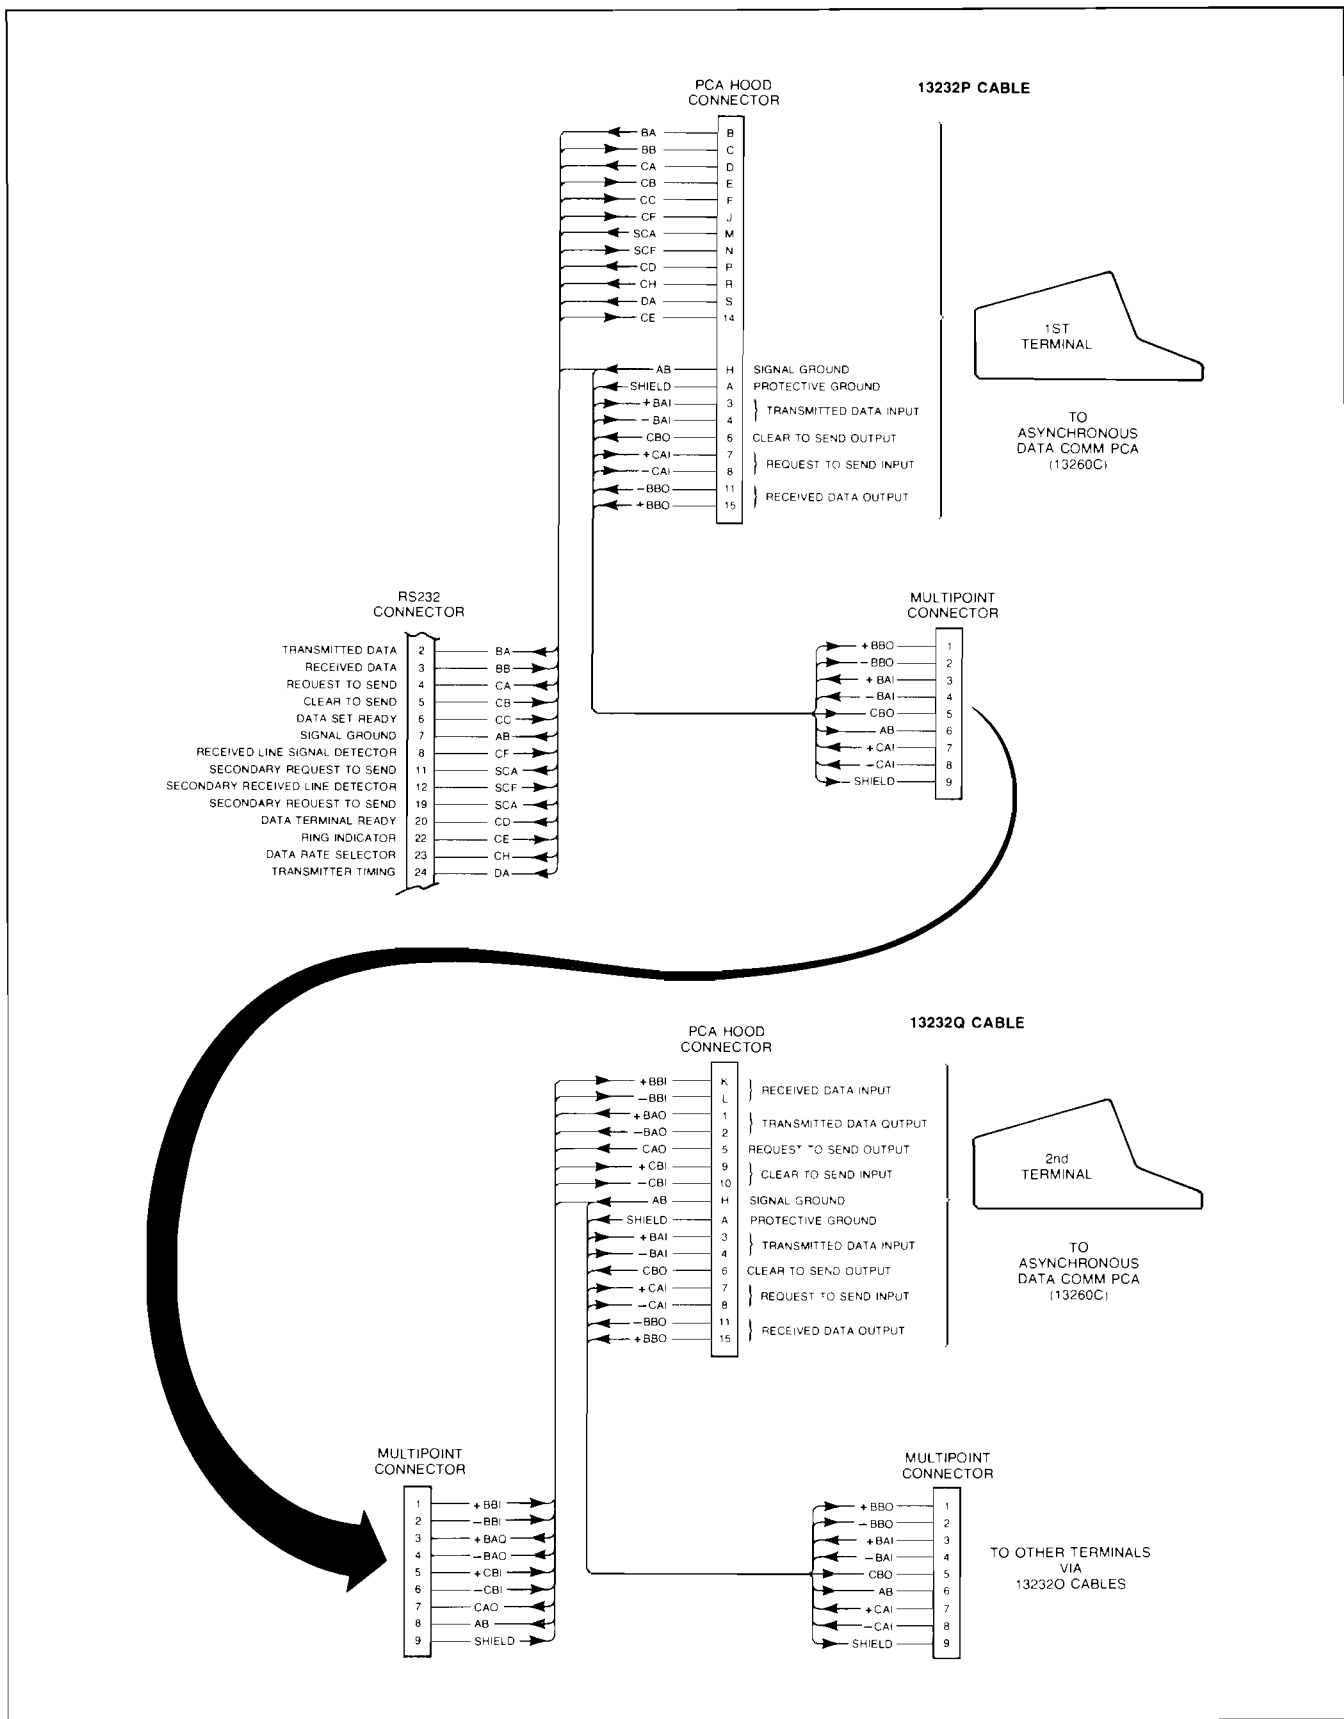 PCA HOOD
CONNECTOR
13232P CABLE
BA B
BB C
CA D
CB E
CC F
CF J
SCA M
SCF N
CD P
CH R
DA S
CE 14
AB H SIGNAL GROUND
SHIELD A PROTECTIVE GROUND
+BAI 3
TRANSMITTED DATA INPUT
-BAI 4
CBO 6 CLEAR TO SEND OUTPUT
+CAI 7
REQUEST TO SEND INPUT
-CAI 8
-BBO 11
RECEIVED DATA OUTPUT
+BBO 15
1ST
TERMINAL
TO
ASYNCHRONOUS
DATA COMM PCA
(13260C)
RS232
CONNECTOR
TRANSMITTED DATA 2 BA
RECEIVED DATA 3 BB
REQUEST TO SEND 4 CA
CLEAR TO SEND 5 CB
DATA SET READY 6 CC
SIGNAL GROUND 7 AB
RECEIVED LINE SIGNAL DETECTOR 8 CF
SECONDARY REQUEST TO SEND 11 SCA
SECONDARY RECEIVED LINE DETECTOR 12 SCF
SECONDARY REQUEST TO SEND 19 SCA
DATA TERMINAL READY 20 CD
RING INDICATOR 22 CE
DATA RATE SELECTOR 23 CH
TRANSMITTER TIMING 24 DA
MULTIPOINT
CONNECTOR
+BBO 1
-BBO 2
+BAI 3
-BAI 4
CBO 5
AB 6
+CAI 7
-CAI 8
SHIELD 9
PCA HOOD
CONNECTOR
13232Q CABLE
+BBI K
RECEIVED DATA INPUT
-BBI L
+BAO 1
TRANSMITTED DATA OUTPUT
-BAO 2
CAO 5 REQUEST TO SEND OUTPUT
+CBI 9
CLEAR TO SEND INPUT
-CBI 10
AB H SIGNAL GROUND
SHIELD A PROTECTIVE GROUND
+BAI 3
TRANSMITTED DATA INPUT
-BAI 4
CBO 6 CLEAR TO SEND OUTPUT
+CAI 7
REQUEST TO SEND INPUT
-CAI 8
-BBO 11
RECEIVED DATA OUTPUT
+BBO 15
2nd
TERMINAL
TO
ASYNCHRONOUS
DATA COMM PCA
(13260C)
MULTIPOINT
CONNECTOR
1 +BBI
2 -BBI
3 +BAO
4 -BAO
5 +CBI
6 -CBI
7 CAO
8 AB
9 SHIELD
MULTIPOINT
CONNECTOR
+BBO 1
-BBO 2
+BAI 3
-BAI 4
CBO 5
AB 6
+CAI 7
-CAI 8
SHIELD 9
TO OTHER TERMINALS
VIA
13232Q CABLES